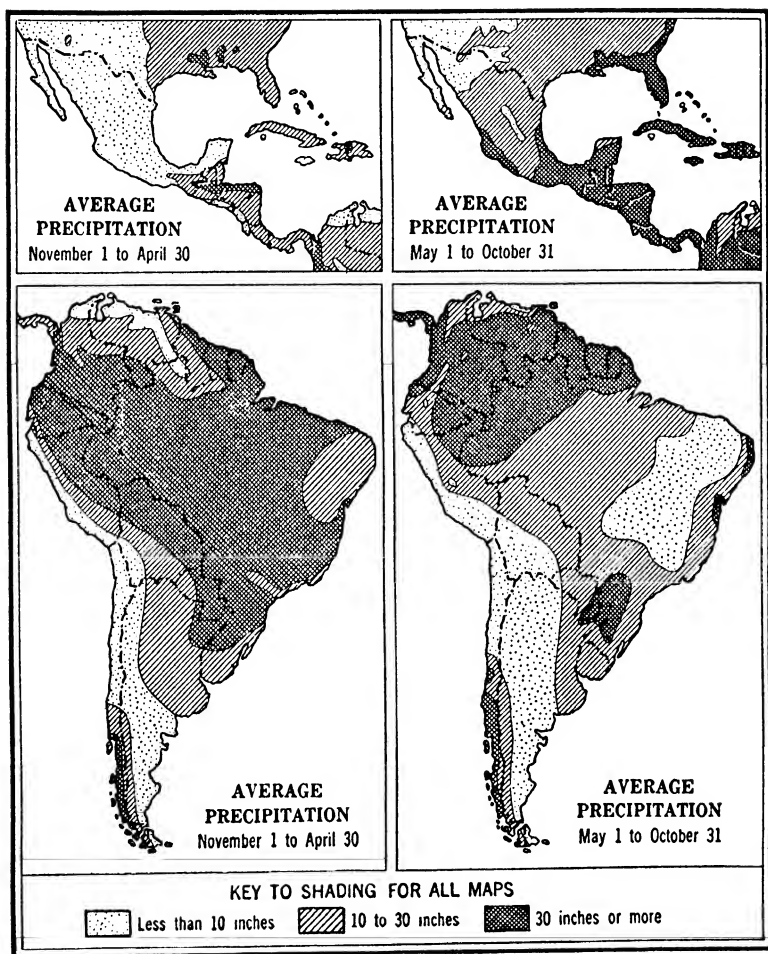 AVERAGE
PRECIPITATION
November 1 to April 30
AVERAGE
PRECIPITATION
May 1 to October 31
AVERAGE
PRECIPITATION
November 1 to April 30
AVERAGE
PRECIPITATION
May 1 to October 31
KEY TO SHADING FOR ALL MAPS
Less than 10 inches
10 to 30 inches
30 inches or more